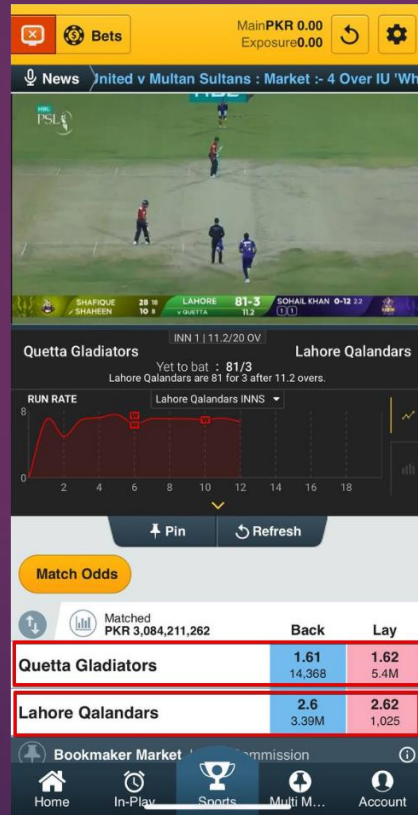 Bets
MainPKR 0.00
Exposure0.00
News
United v Multan Sultans : Market :- 4 Over IU 'Wh
HBL
HBL
PSL
SHAFIQUE 28 18
SHAHEEN 10 8
LAHORE 81-3
v QUETTA 11.2
SOHAIL KHAN 0-12 2.2
1 1
INN 1 | 11.2/20 OV
Quetta Gladiators
Lahore Qalandars
Yet to bat : 81/3
Lahore Qalandars are 81 for 3 after 11.2 overs.
RUN RATE
Lahore Qalandars INNS
8
W
W
W
0
2 4 6 8 10 12 14 16 18
Pin
Refresh
Match Odds
Matched
PKR 3,084,211,262
Back Lay
Quetta Gladiators
1.61 1.62
14,368 5.4M
Lahore Qalandars
2.6 2.62
3.39M 1,025
Bookmaker Market
Home
In-Play
Sports
Multi M...
Account